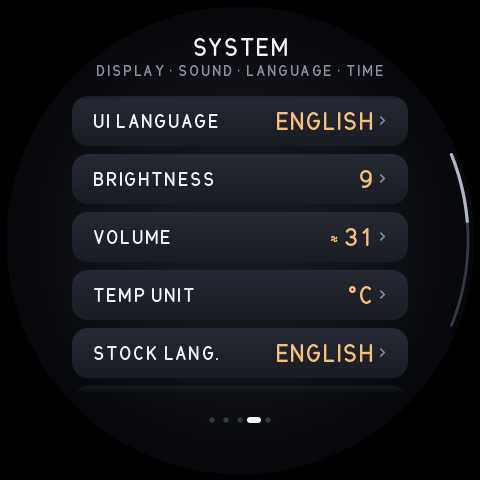 SYSTEM
DISPLAY · SOUND · LANGUAGE · TIME
UI LANGUAGE ENGLISH >
BRIGHTNESS 9 >
VOLUME ≈ 31 >
TEMP UNIT °C >
STOCK LANG. ENGLISH >